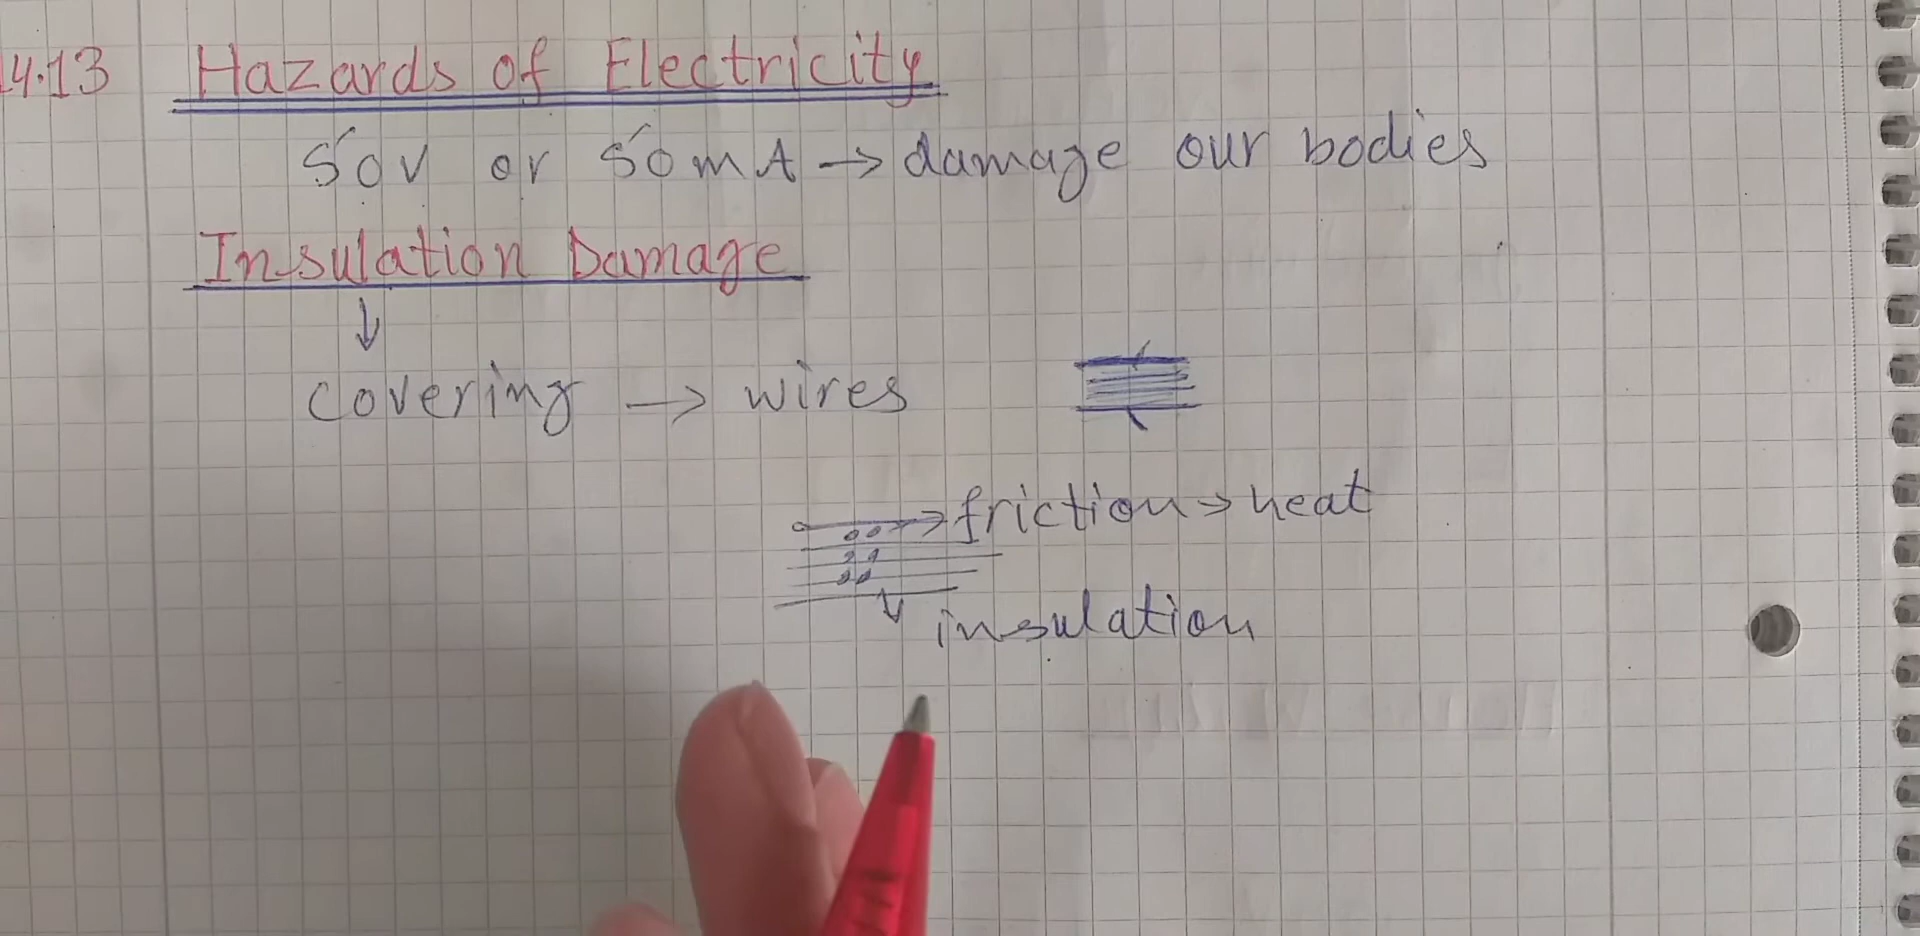 4.13 Hazards of Electricity
50V or 50mA → damage our bodies
Insulation Damage
↓
covering → wires
→ friction → heat
insulation